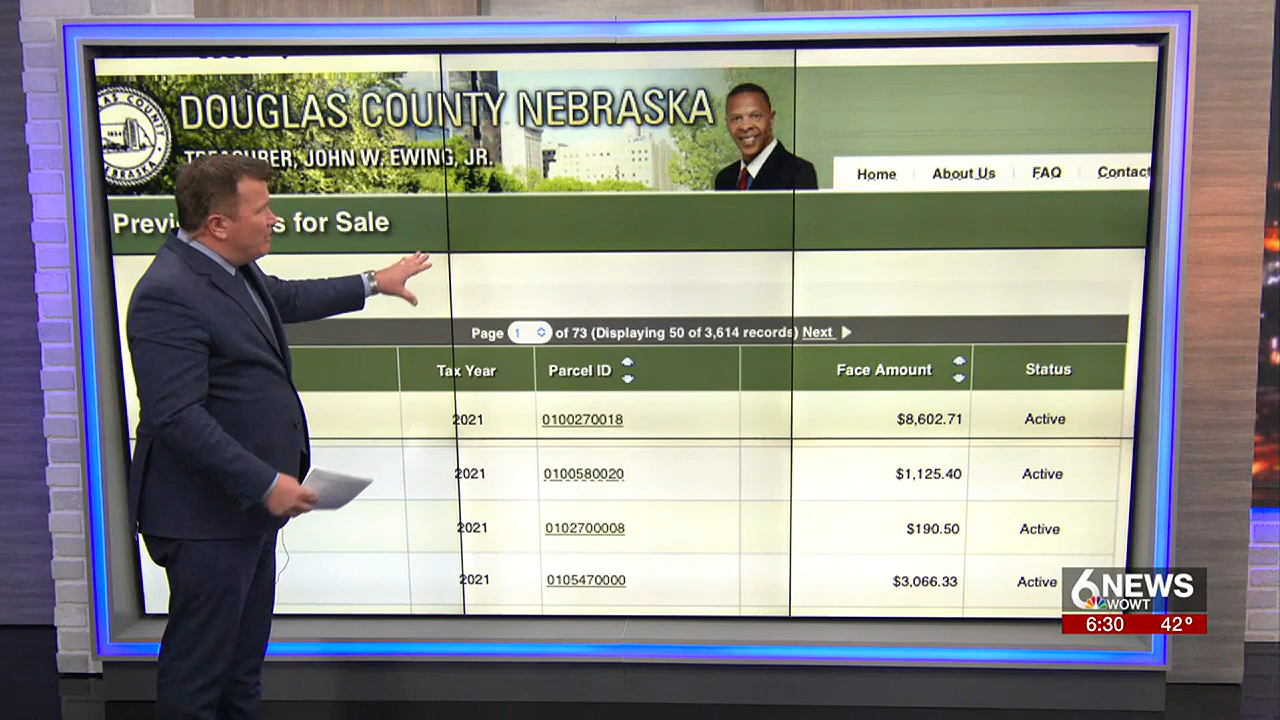 DOUGLAS COUNTY NEBRASKA
TREASURER, JOHN W. EWING, JR.
Home About Us FAQ Contact
for Sale
Page 1 of 73 (Displaying 50 of 3,614 records) Next
Tax Year Parcel ID Face Amount Status
2021 0100270018 $8,602.71 Active
2021 0100580020 $1,125.40 Active
2021 0102700008 $190.50 Active
2021 0105470000 $3,066.33 Active
6 NEWS
WOWT
6:30 42°